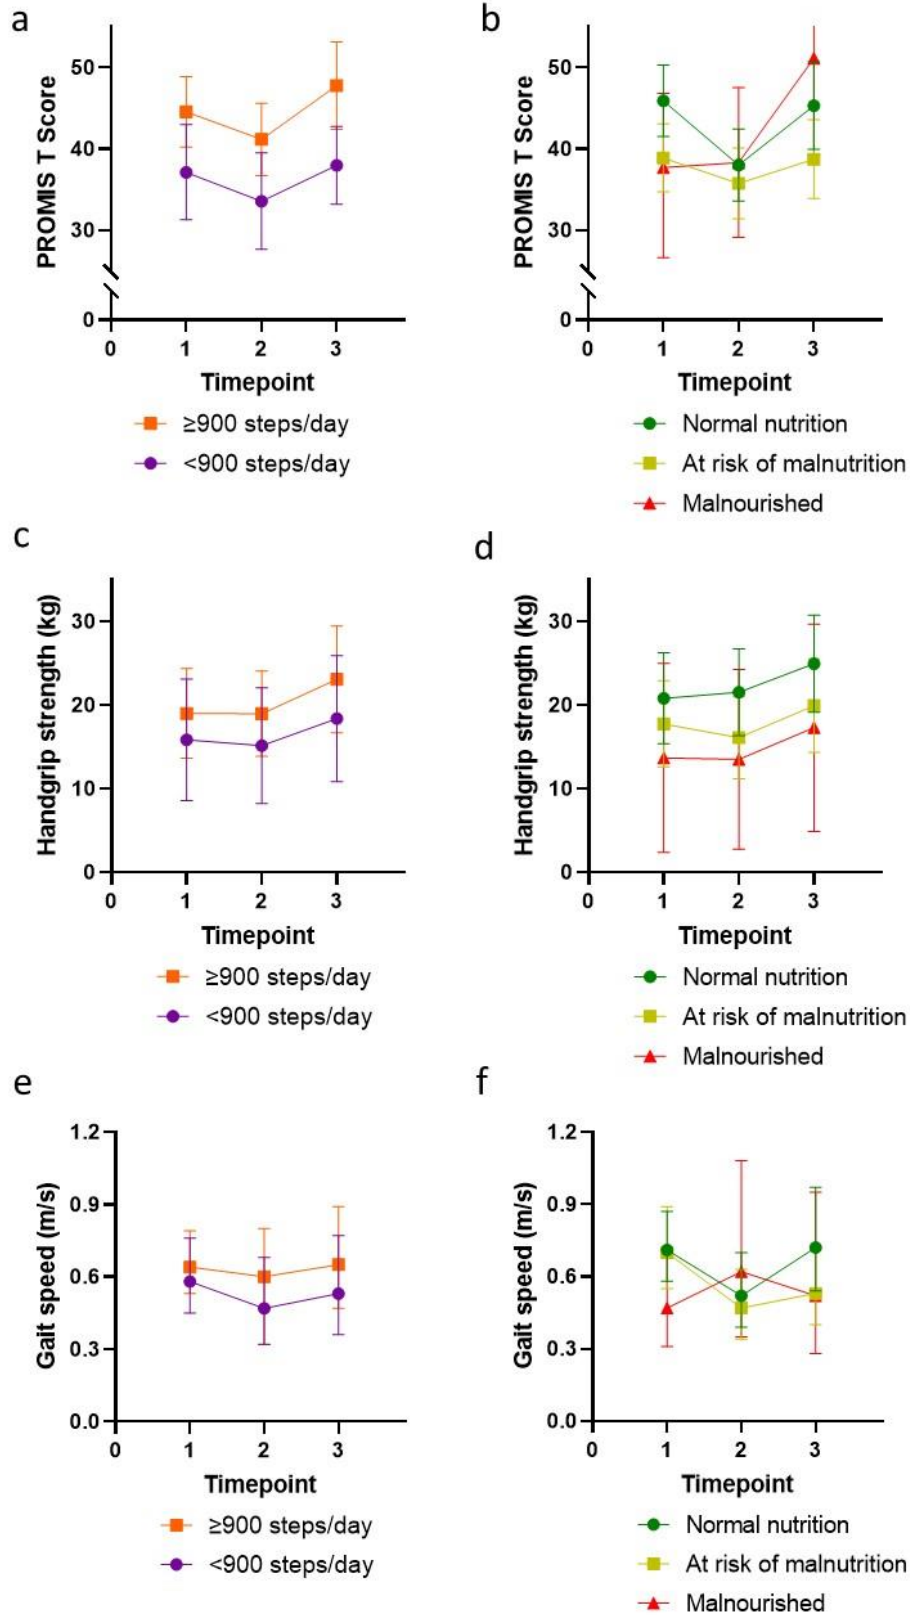 a
PROMIS T Score
50
40
30
0
0 1 2 3
Timepoint
≥900 steps/day
<900 steps/day
b
PROMIS T Score
50
40
30
0
0 1 2 3
Timepoint
Normal nutrition
At risk of malnutrition
Malnourished
c
Handgrip strength (kg)
30
20
10
0
0 1 2 3
Timepoint
≥900 steps/day
<900 steps/day
d
Handgrip strength (kg)
30
20
10
0
0 1 2 3
Timepoint
Normal nutrition
At risk of malnutrition
Malnourished
e
Gait speed (m/s)
1.2
0.9
0.6
0.3
0.0
0 1 2 3
Timepoint
≥900 steps/day
<900 steps/day
f
Gait speed (m/s)
1.2
0.9
0.6
0.3
0.0
0 1 2 3
Timepoint
Normal nutrition
At risk of malnutrition
Malnourished